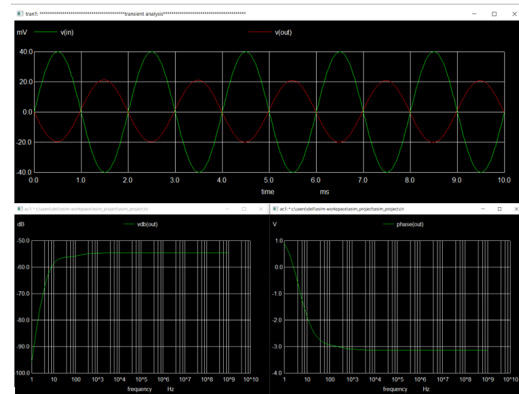 tran1: **transient analysis**
mV v(in) v(out)
40.0
20.0
0.0
-20.0
-40.0
0.0 1.0 2.0 3.0 4.0 5.0 6.0 7.0 8.0 9.0 10.0
time ms
dB vdb(out)
-50.0
-60.0
-70.0
-80.0
-90.0
100.0
1 10 100 10^3 10^4 10^5 10^6 10^7 10^8 10^9 10^10
frequency Hz
V phase(out)
1.0
0.0
-1.0
-2.0
-3.0
-4.0
1 10 100 10^3 10^4 10^5 10^6 10^7 10^8 10^9 10^10
frequency Hz